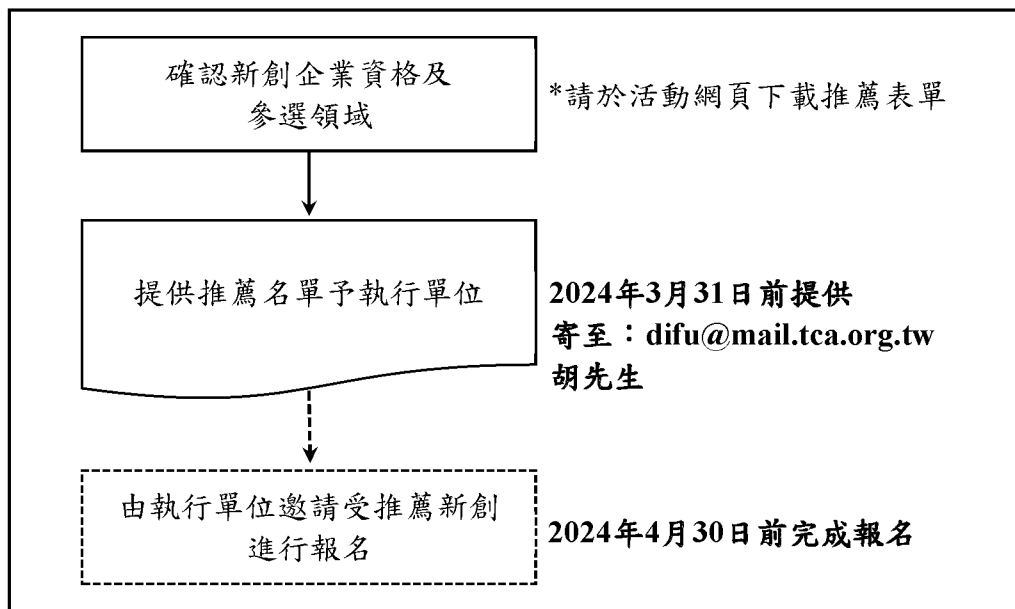 確認新創企業資格及
參選領域
*請於活動網頁下載推薦表單
提供推薦名單予執行單位
2024年3月31日前提供
寄至：difu@mail.tca.org.tw
胡先生
由執行單位邀請受推薦新創
進行報名
2024年4月30日前完成報名